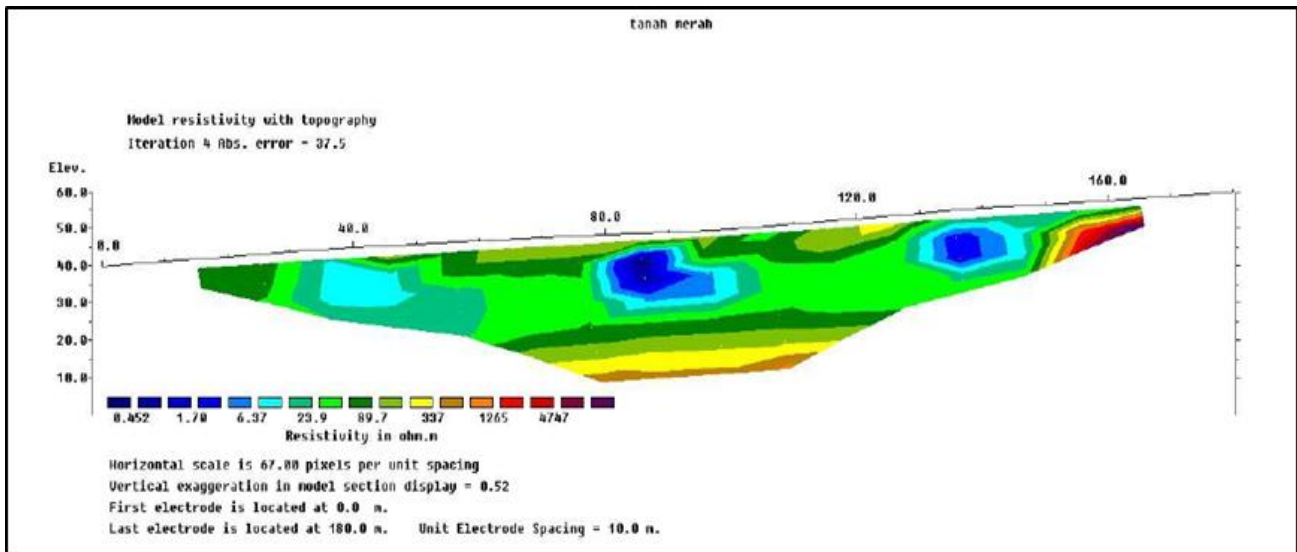 tanah merah
Model resistivity with topography
Iteration 4 Abs. error = 37.5
Elev.
60.0
160.0
120.0
50.0
80.0
40.0
0.0
40.0
30.0
20.0
10.0
0.452 1.70 6.37 23.9 89.7 337 1265 4747
Resistivity in ohm.m
Horizontal scale is 67.00 pixels per unit spacing
Vertical exaggeration in model section display = 0.52
First electrode is located at 0.0 m.
Last electrode is located at 180.0 m. Unit Electrode Spacing = 10.0 m.